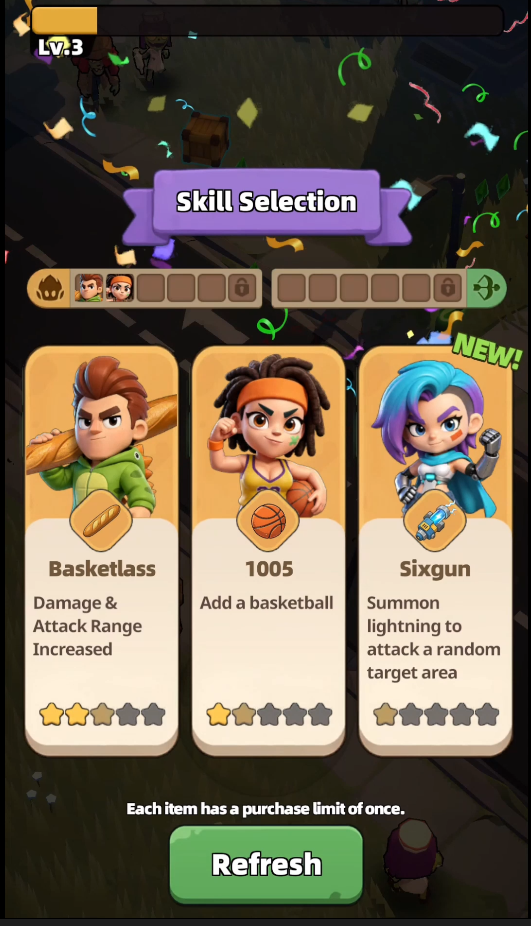 Lv.3
Skill Selection
NEW!
Basketlass
Damage &
Attack Range
Increased
1005
Add a basketball
Sixgun
Summon
lightning to
attack a random
target area
Each item has a purchase limit of once.
Refresh